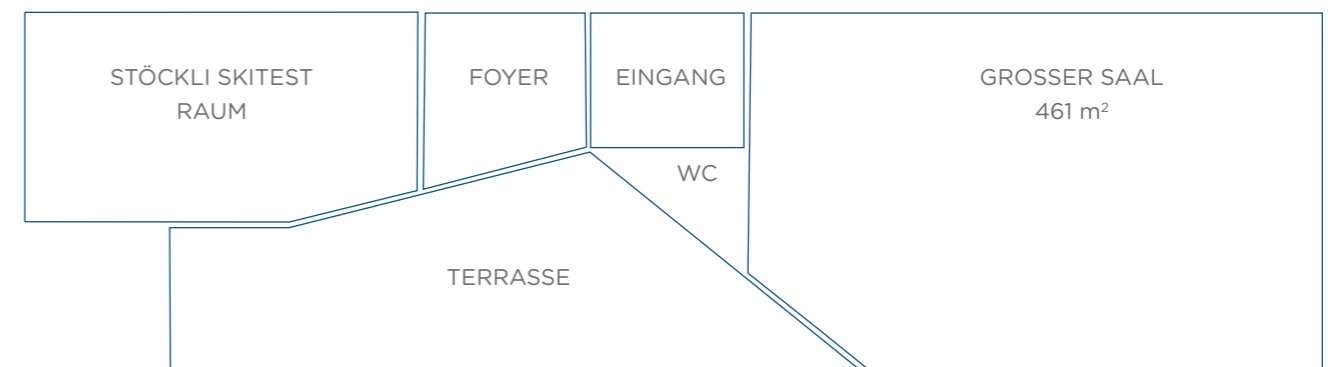 STÖCKLI SKITEST
RAUM
FOYER
EINGANG
GROSSER SAAL
461 m²
WC
TERRASSE